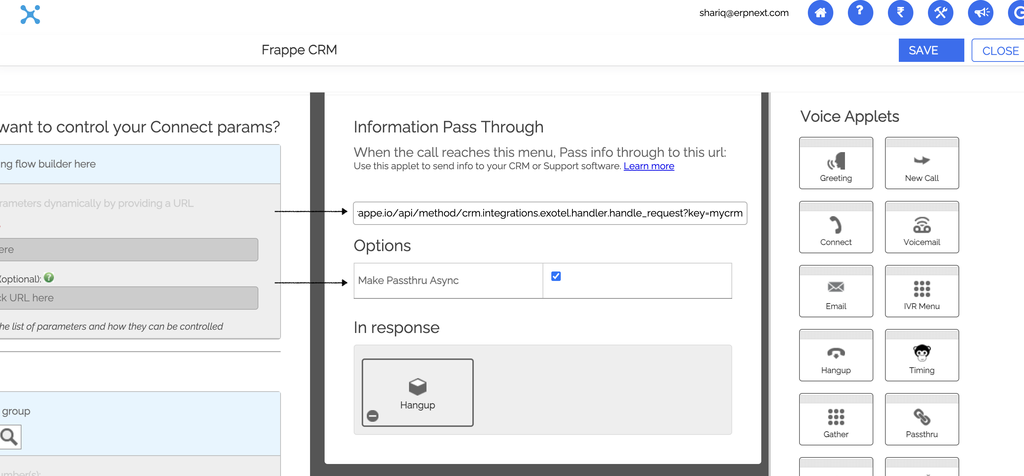 shariq@erpnext.com
?
₹
Frappe CRM
SAVE
CLOSE
want to control your Connect params?
ng flow builder here
rameters dynamically by providing a URL
ere
(optional): ?
ck URL here
he list of parameters and how they can be controlled
group
Information Pass Through
When the call reaches this menu, Pass info through to this url:
Use this applet to send info to your CRM or Support software. Learn more
appe.io/api/method/crm.integrations.exotel.handler.handle_request?key=mycrm
Options
Make Passthru Async
In response
Hangup
Voice Applets
Greeting
New Call
Connect
Voicemail
Email
IVR Menu
Hangup
Timing
Gather
Passthru